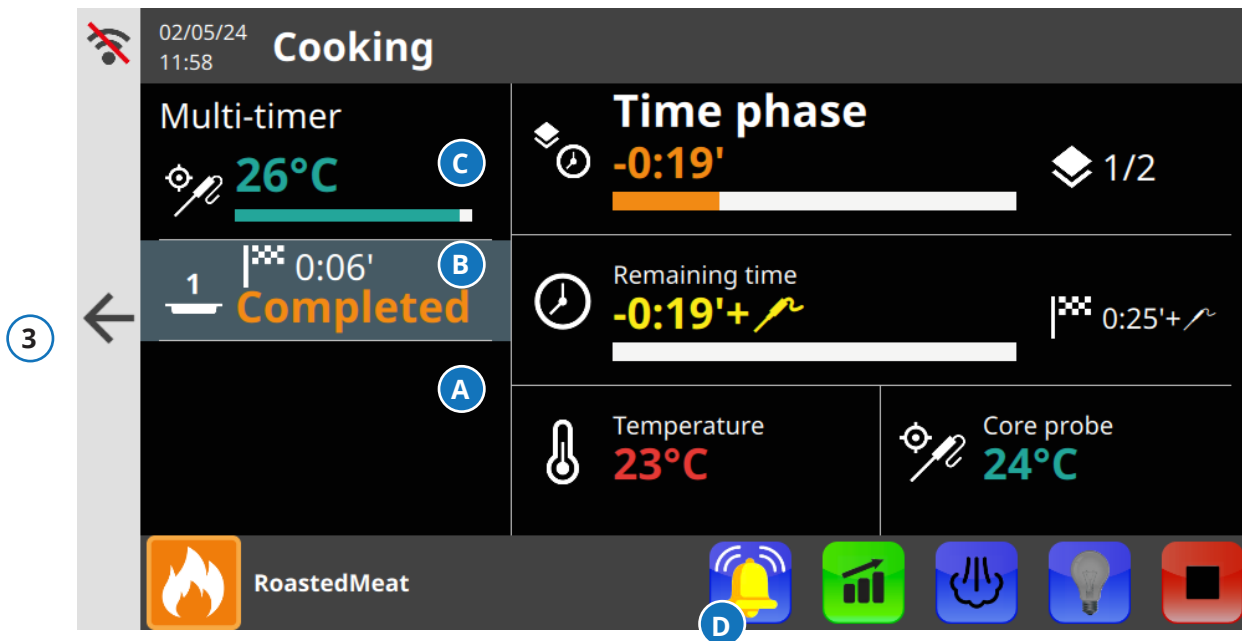 02/05/24
11:58
Cooking
Multi-timer
26°C
C
Time phase
-0:19'
1/2
1
0:06'
Completed
B
Remaining time
-0:19'+
0:25'+
3
A
Temperature
23°C
Core probe
24°C
RoastedMeat
D